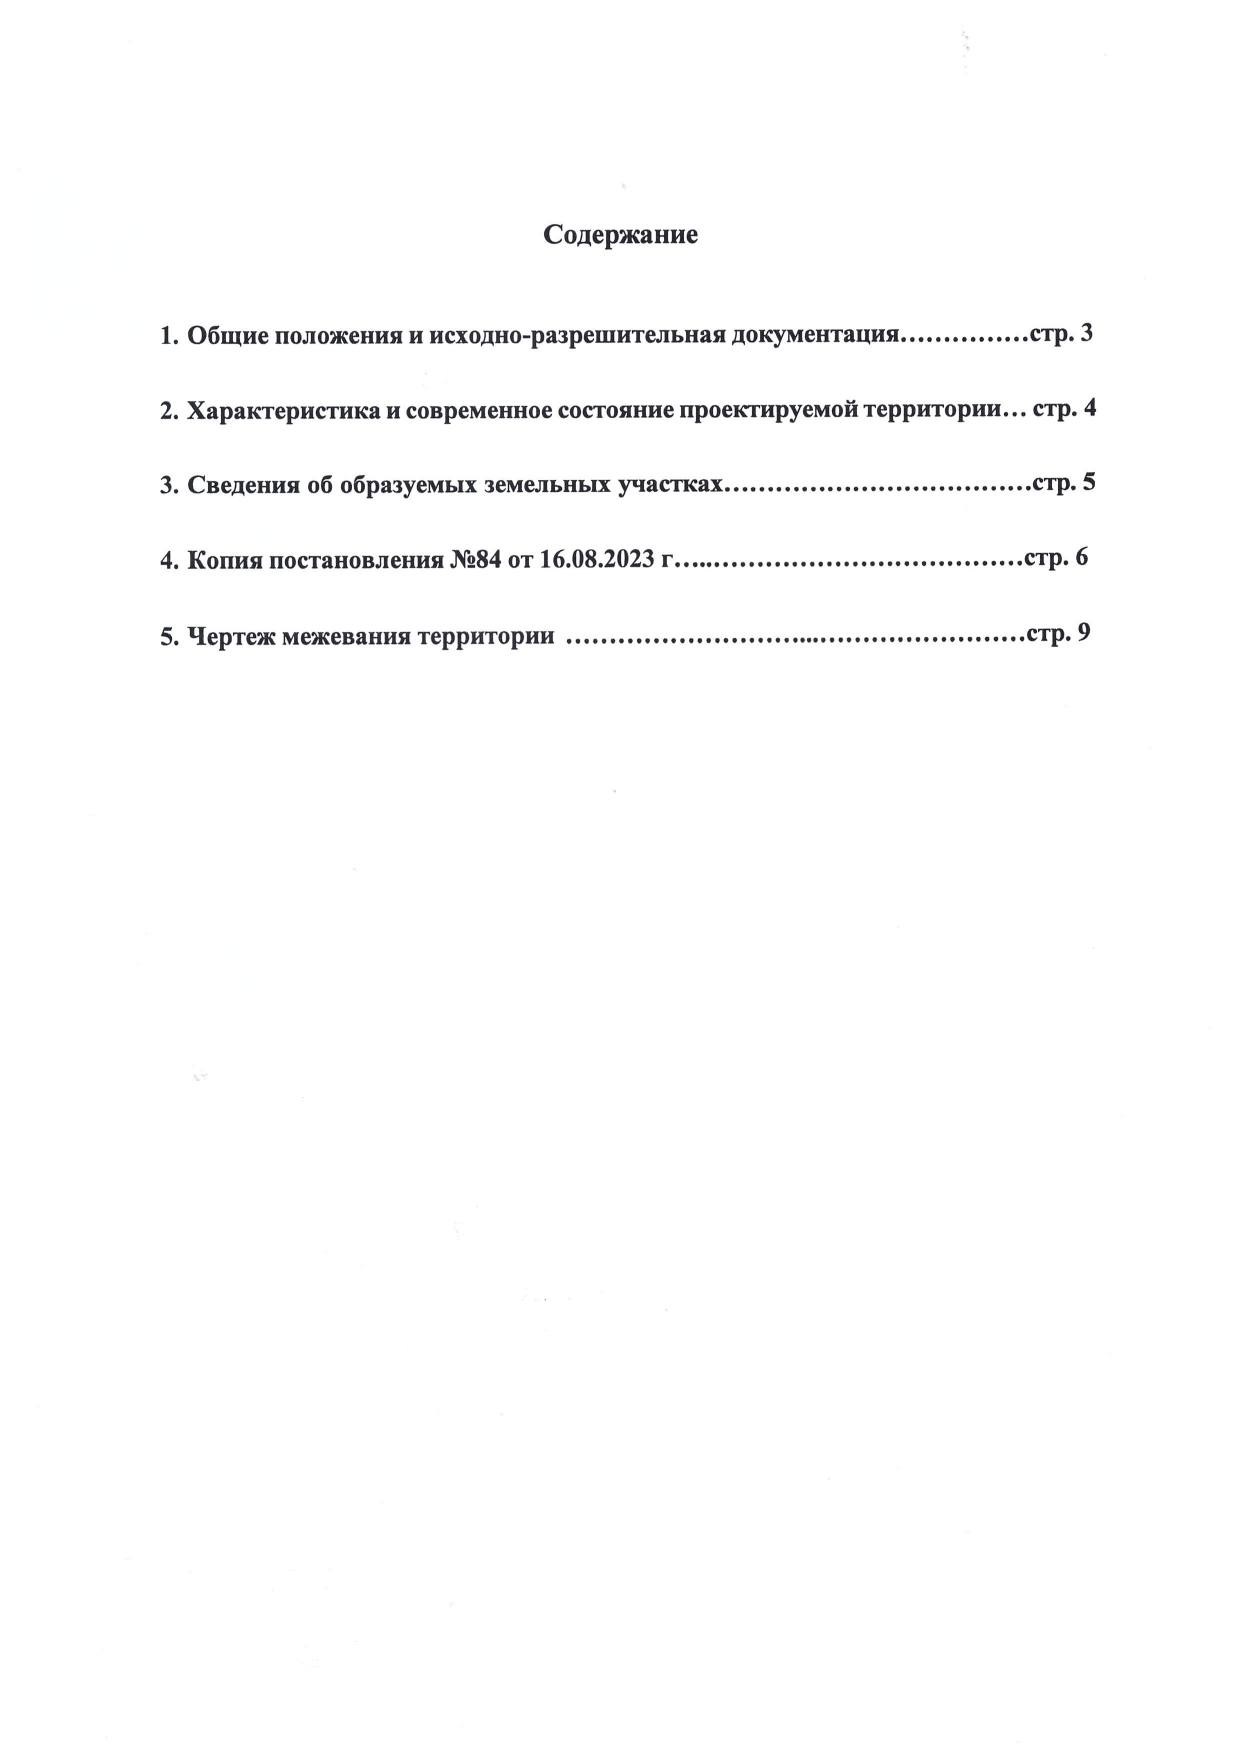 Содержание
1. Общие положения и исходно-разрешительная документация……………стр. 3
2. Характеристика и современное состояние проектируемой территории… стр. 4
3. Сведения об образуемых земельных участках………………………………стр. 5
4. Копия постановления №84 от 16.08.2023 г…..………………………………стр. 6
5. Чертеж межевания территории ………………………...……………………стр. 9